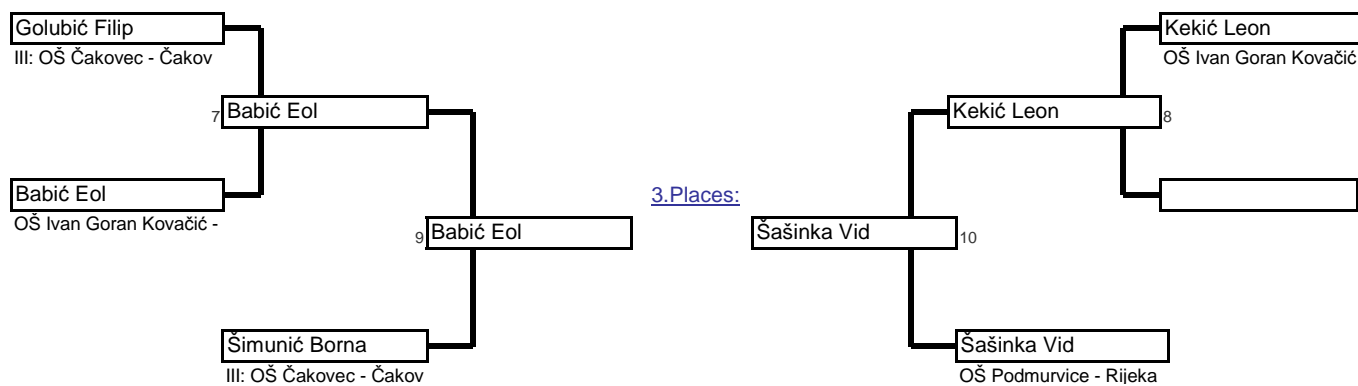 Golubić Filip
III: OŠ Čakovec - Čakov
7 Babić Eol
Babić Eol
OŠ Ivan Goran Kovačić -
9 Babić Eol
Šimunić Borna
III: OŠ Čakovec - Čakov
3.Places:
Kekić Leon
OŠ Ivan Goran Kovačić
Kekić Leon 8
Šašinka Vid 10
Šašinka Vid
OŠ Podmurvice - Rijeka